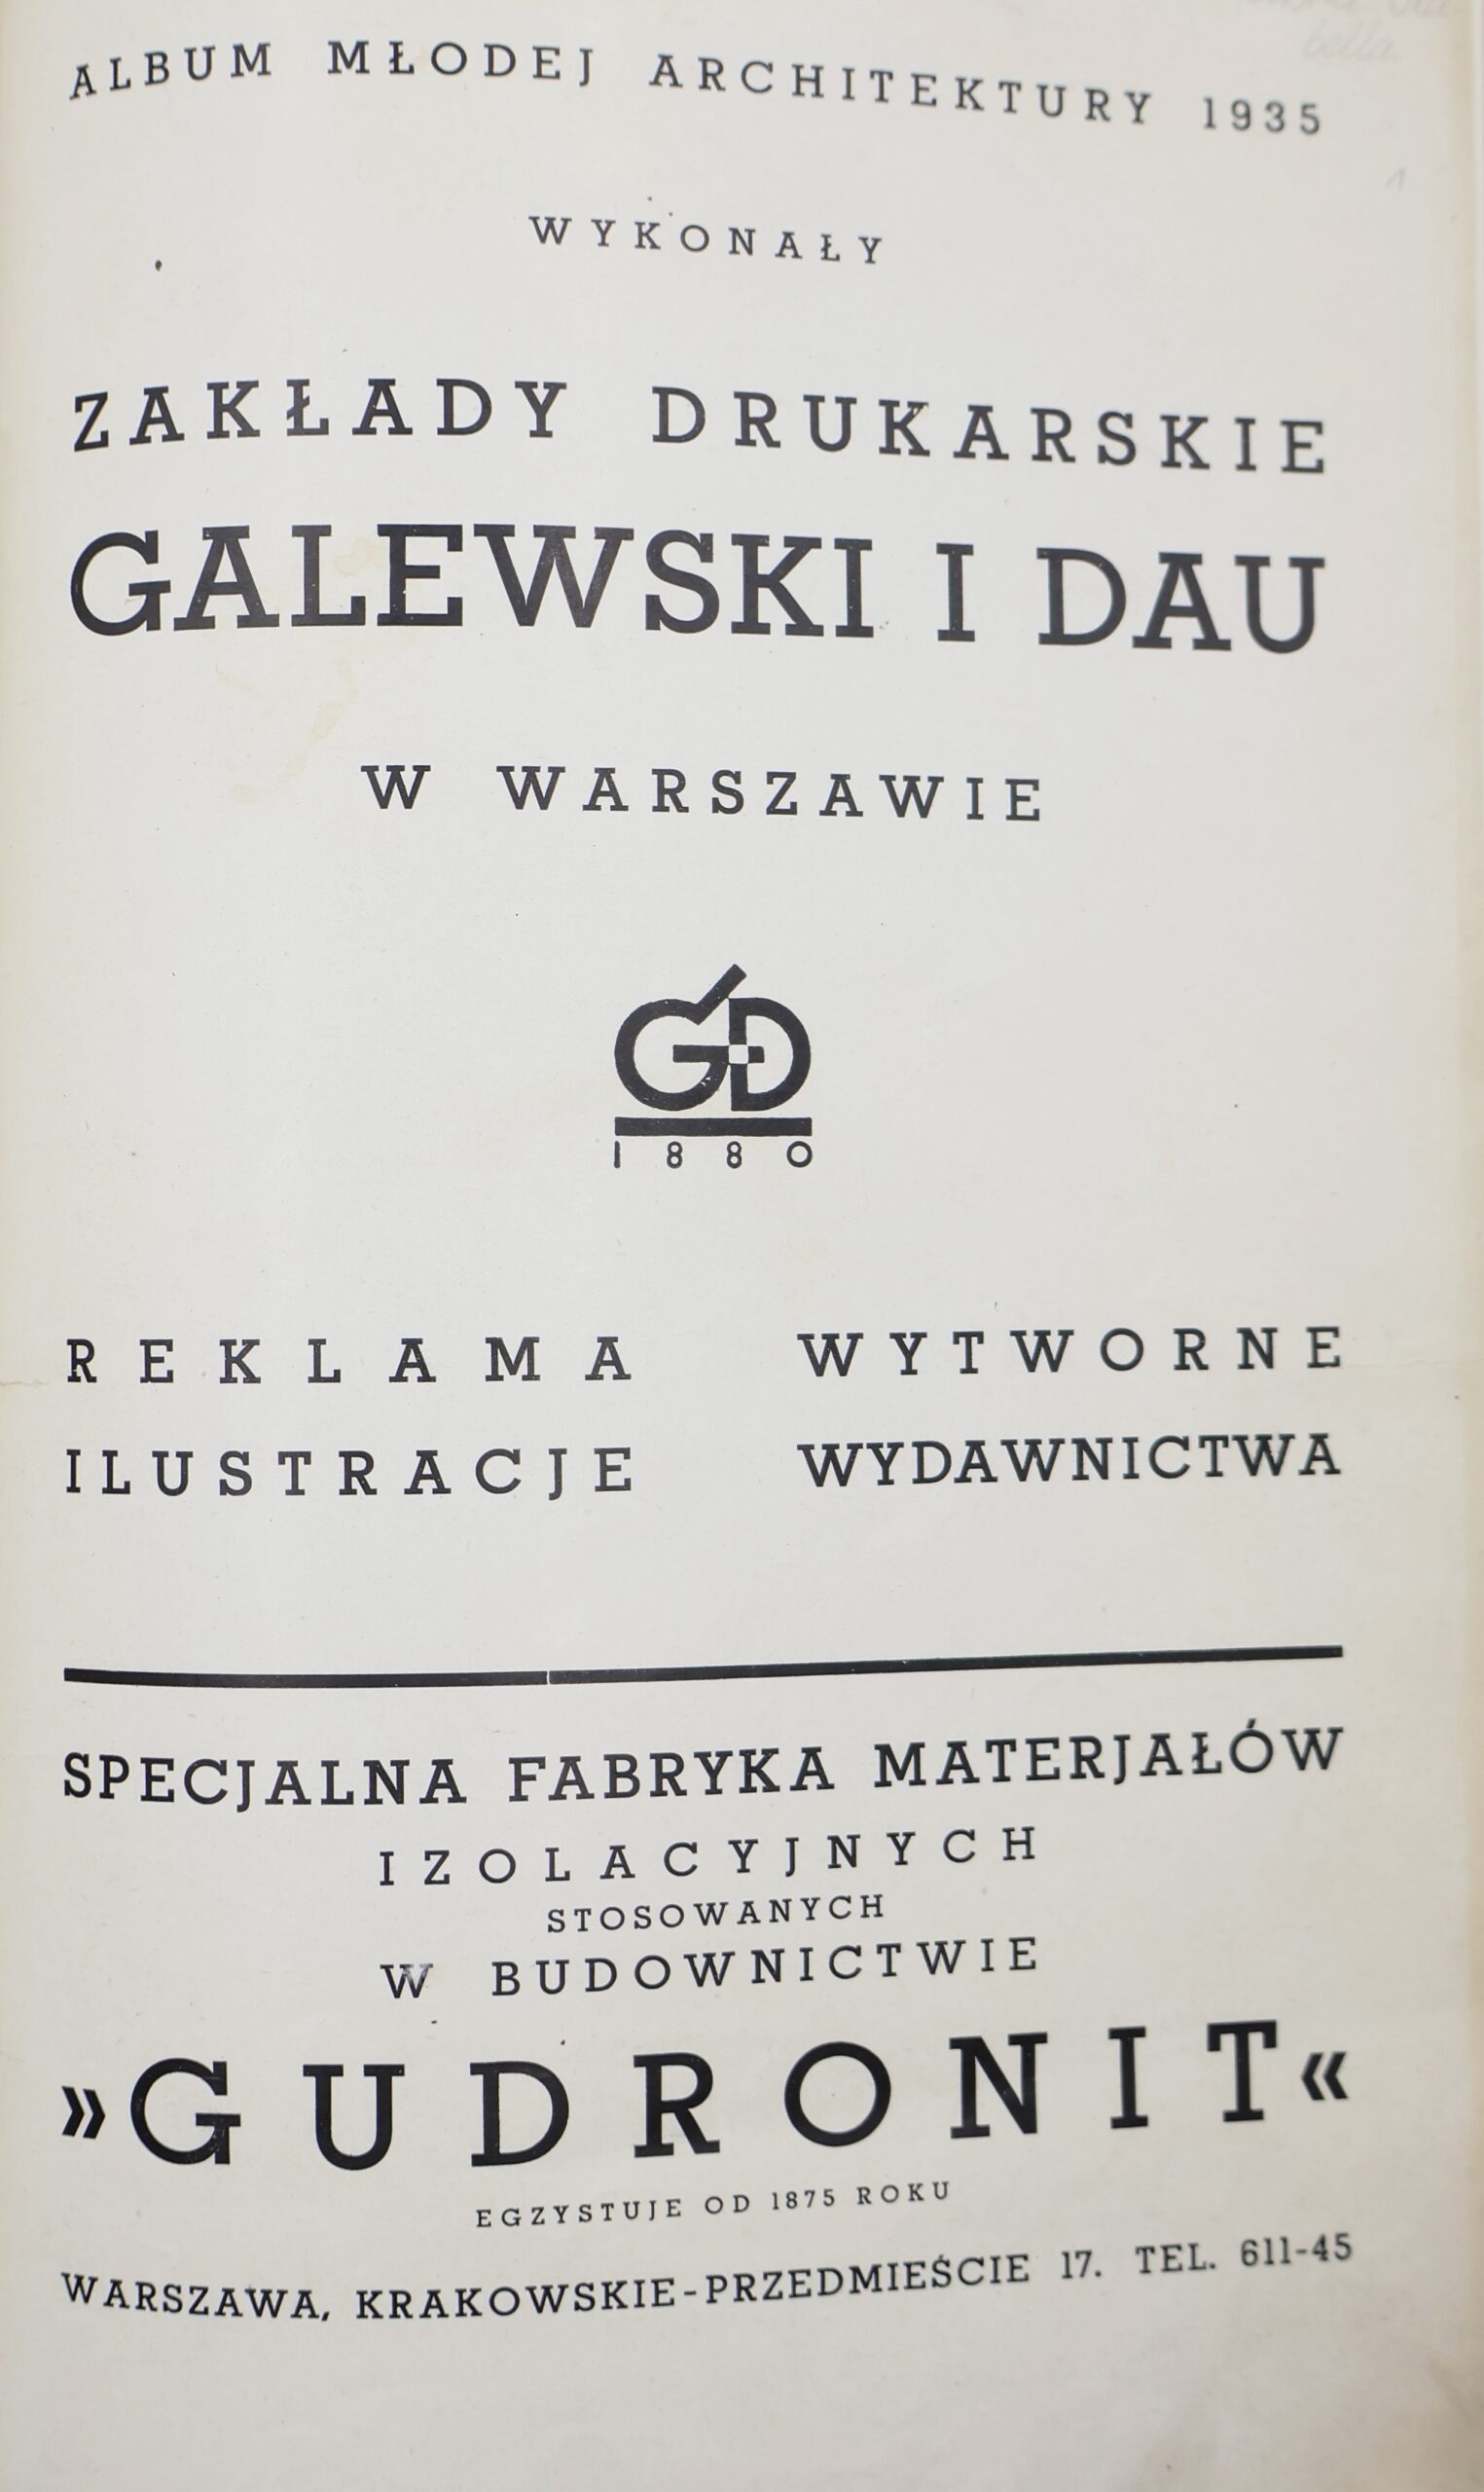 ALBUM MŁODEJ ARCHITEKTURY 1935
WYKONAŁY
ZAKŁADY DRUKARSKIE
GALEWSKI I DAU
W WARSZAWIE
GD
1880
REKLAMA WYTWORNE
ILUSTRACJE WYDAWNICTWA
SPECJALNA FABRYKA MATERJAŁÓW
IZOLACYJNYCH
STOSOWANYCH
W BUDOWNICTWIE
»GUDRONIT«
EGZYSTUJE OD 1875 ROKU
WARSZAWA, KRAKOWSKIE-PRZEDMIEŚCIE 17. TEL. 611-45